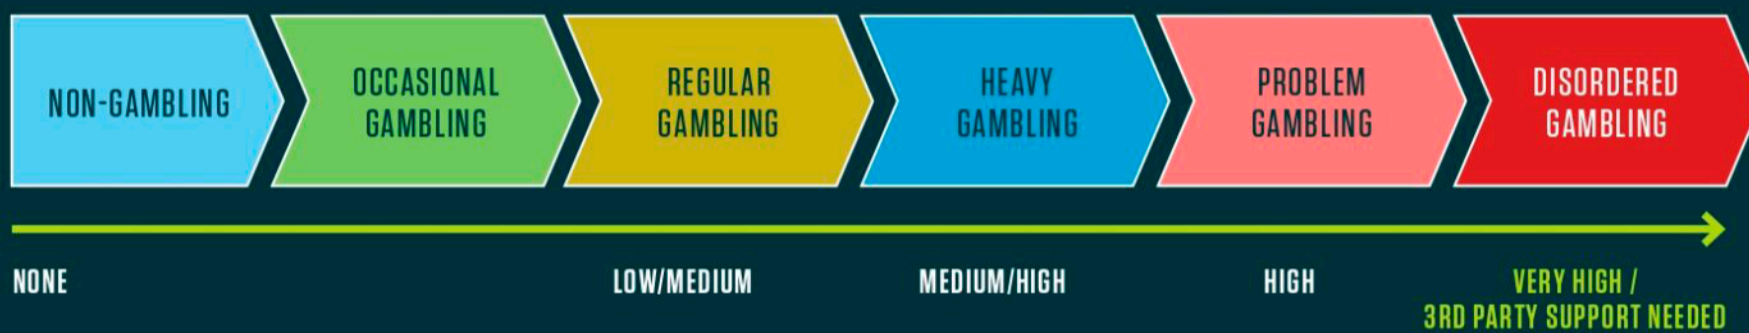 NON-GAMBLING
OCCASIONAL
GAMBLING
REGULAR
GAMBLING
HEAVY
GAMBLING
PROBLEM
GAMBLING
DISORDERED
GAMBLING
NONE
LOW/MEDIUM
MEDIUM/HIGH
HIGH
VERY HIGH /
3RD PARTY SUPPORT NEEDED